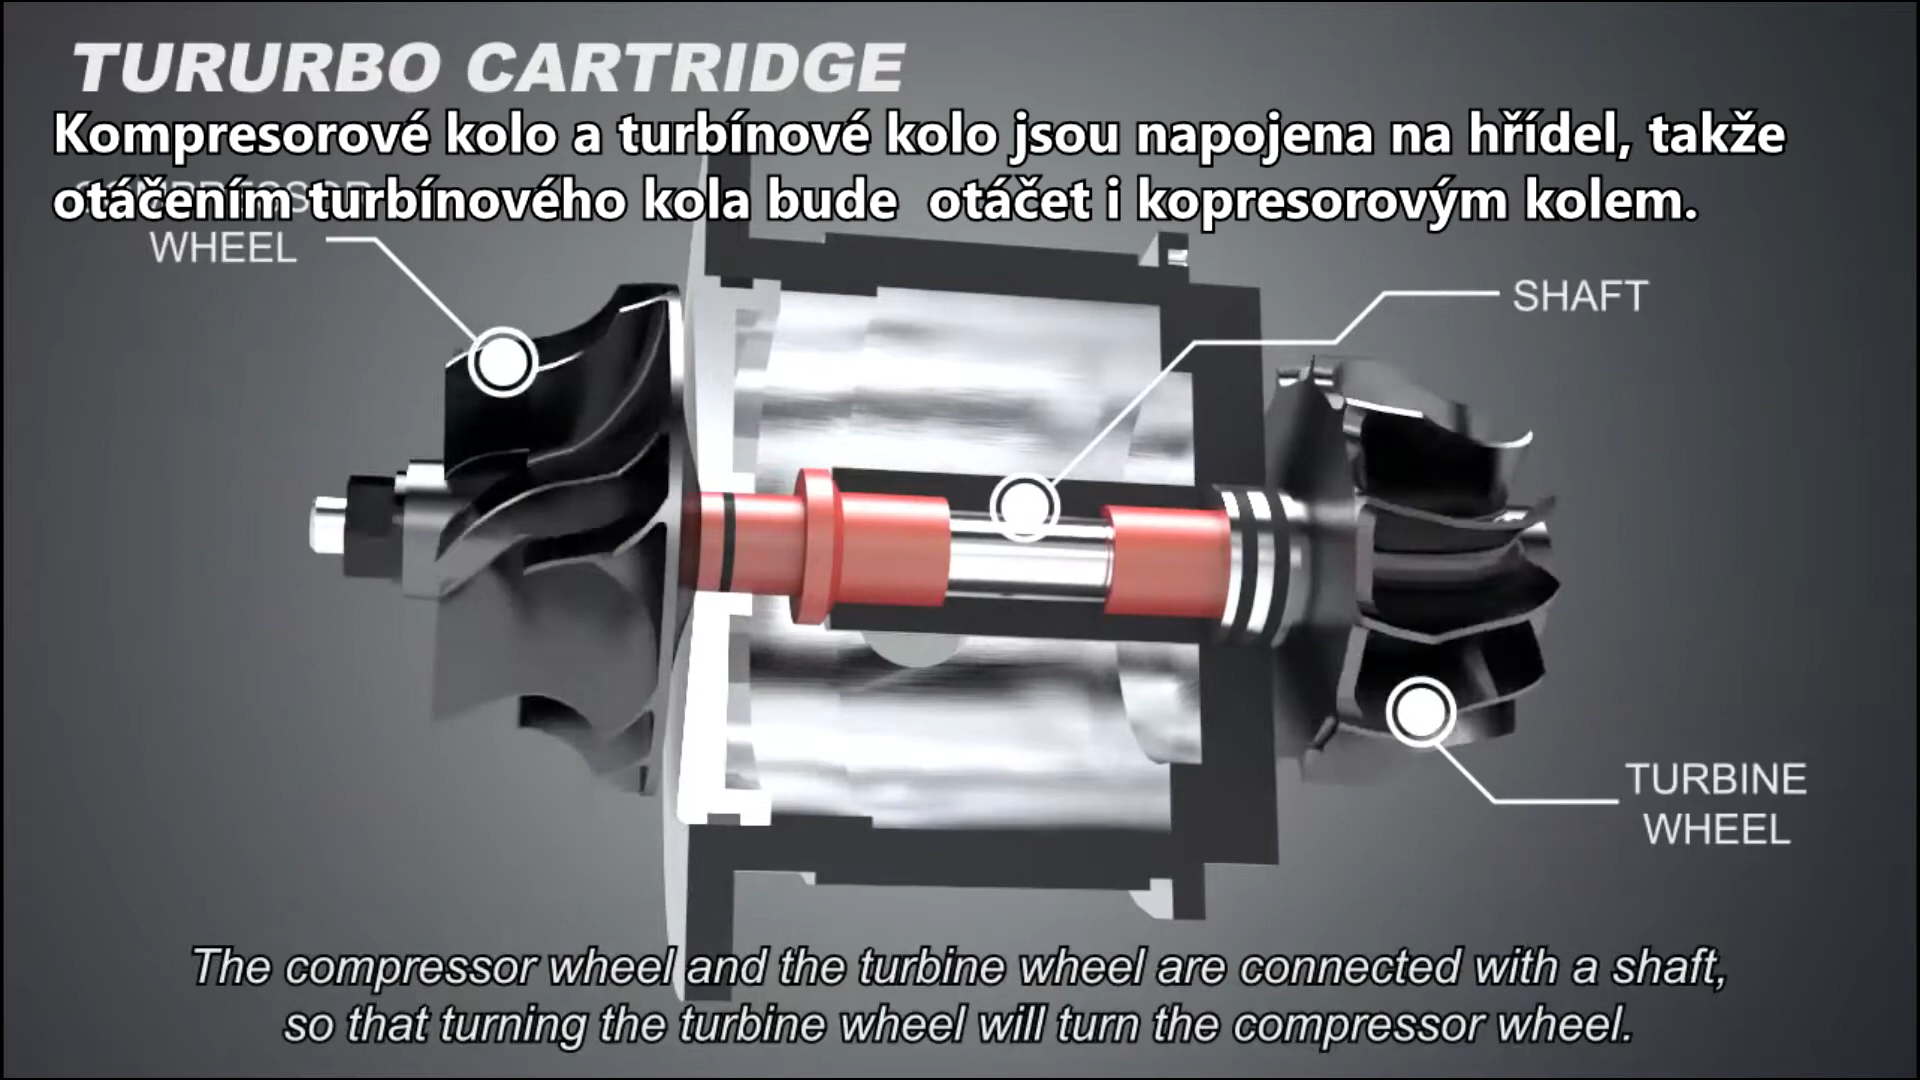 TURURBO CARTRIDGE
Kompresorové kolo a turbínové kolo jsou napojena na hřídel, takže
otáčením turbínového kola bude  otáčet i kopresorovým kolem.
COMPRESSOR
WHEEL
SHAFT
TURBINE
WHEEL
The compressor wheel and the turbine wheel are connected with a shaft,
so that turning the turbine wheel will turn the compressor wheel.